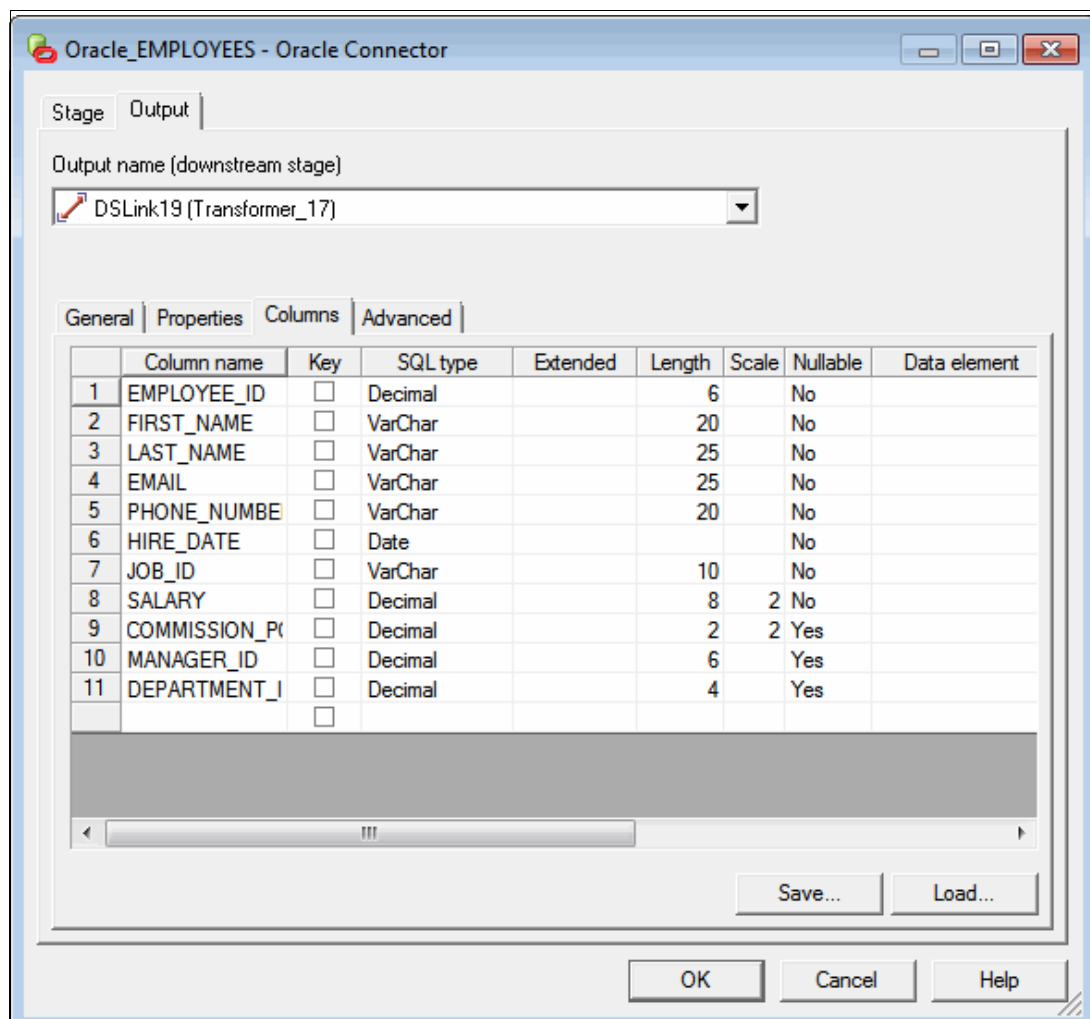 Oracle_EMPLOYEES - Oracle Connector
Stage Output
Output name (downstream stage)
DSLink19 (Transformer_17)
General Properties Columns Advanced
Column name Key SQL type Extended Length Scale Nullable Data element
1 EMPLOYEE_ID Decimal 6 No
2 FIRST_NAME VarChar 20 No
3 LAST_NAME VarChar 25 No
4 EMAIL VarChar 25 No
5 PHONE_NUMBE VarChar 20 No
6 HIRE_DATE Date No
7 JOB_ID VarChar 10 No
8 SALARY Decimal 8 2 No
9 COMMISSION_P Decimal 2 2 Yes
10 MANAGER_ID Decimal 6 Yes
11 DEPARTMENT_I Decimal 4 Yes
Save... Load...
OK Cancel Help